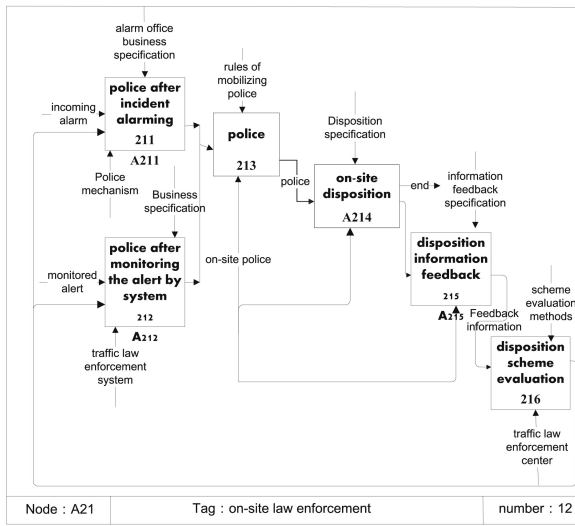 alarm office
business
specification
police after
incident
alarming
211
A211
incoming
alarm
Police
mechanism
rules of
mobilizing
police
police
213
Business
specification
police after
monitoring
the alert by
system
212
A212
monitored
alert
traffic law
enforcement
system
on-site police
police
Disposition
specification
on-site
disposition
A214
end
information
feedback
specification
disposition
information
feedback
215
A215
Feedback
information
scheme
evaluation
methods
disposition
scheme
evaluation
216
traffic law
enforcement
center
Node : A21
Tag : on-site law enforcement
number : 12